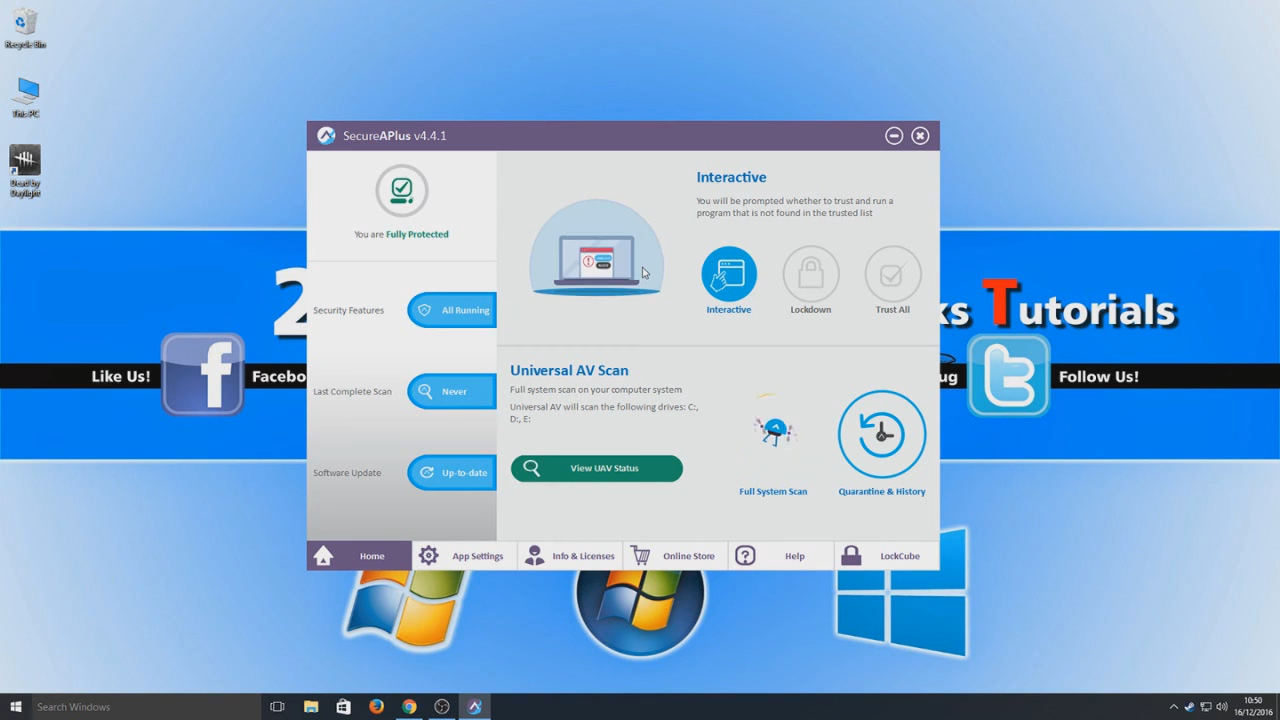 Recycle Bin
This PC
Dead by
Daylight
SecureAPlus v4.4.1
You are Fully Protected
Security Features
All Running
Last Complete Scan
Never
Software Update
Up-to-date
Interactive
You will be prompted whether to trust and run a
program that is not found in the trusted list
Interactive
Lockdown
Trust All
Universal AV Scan
Full system scan on your computer system
Universal AV will scan the following drives: C:,
D:, E:
View UAV Status
Full System Scan
Quarantine & History
Home
App Settings
Info & Licenses
Online Store
Help
LockCube
2
ks Tutorials
Like Us!
f
Facebo
ug
t
Follow Us!
Search Windows
10:50
16/12/2016